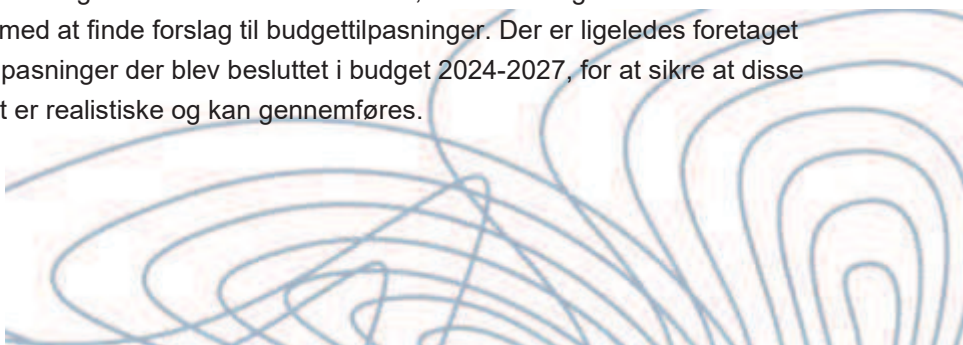 med at finde forslag til budgettilpasninger. Der er ligeledes foretaget
pasninger der blev besluttet i budget 2024-2027, for at sikre at disse
t er realistiske og kan gennemføres.